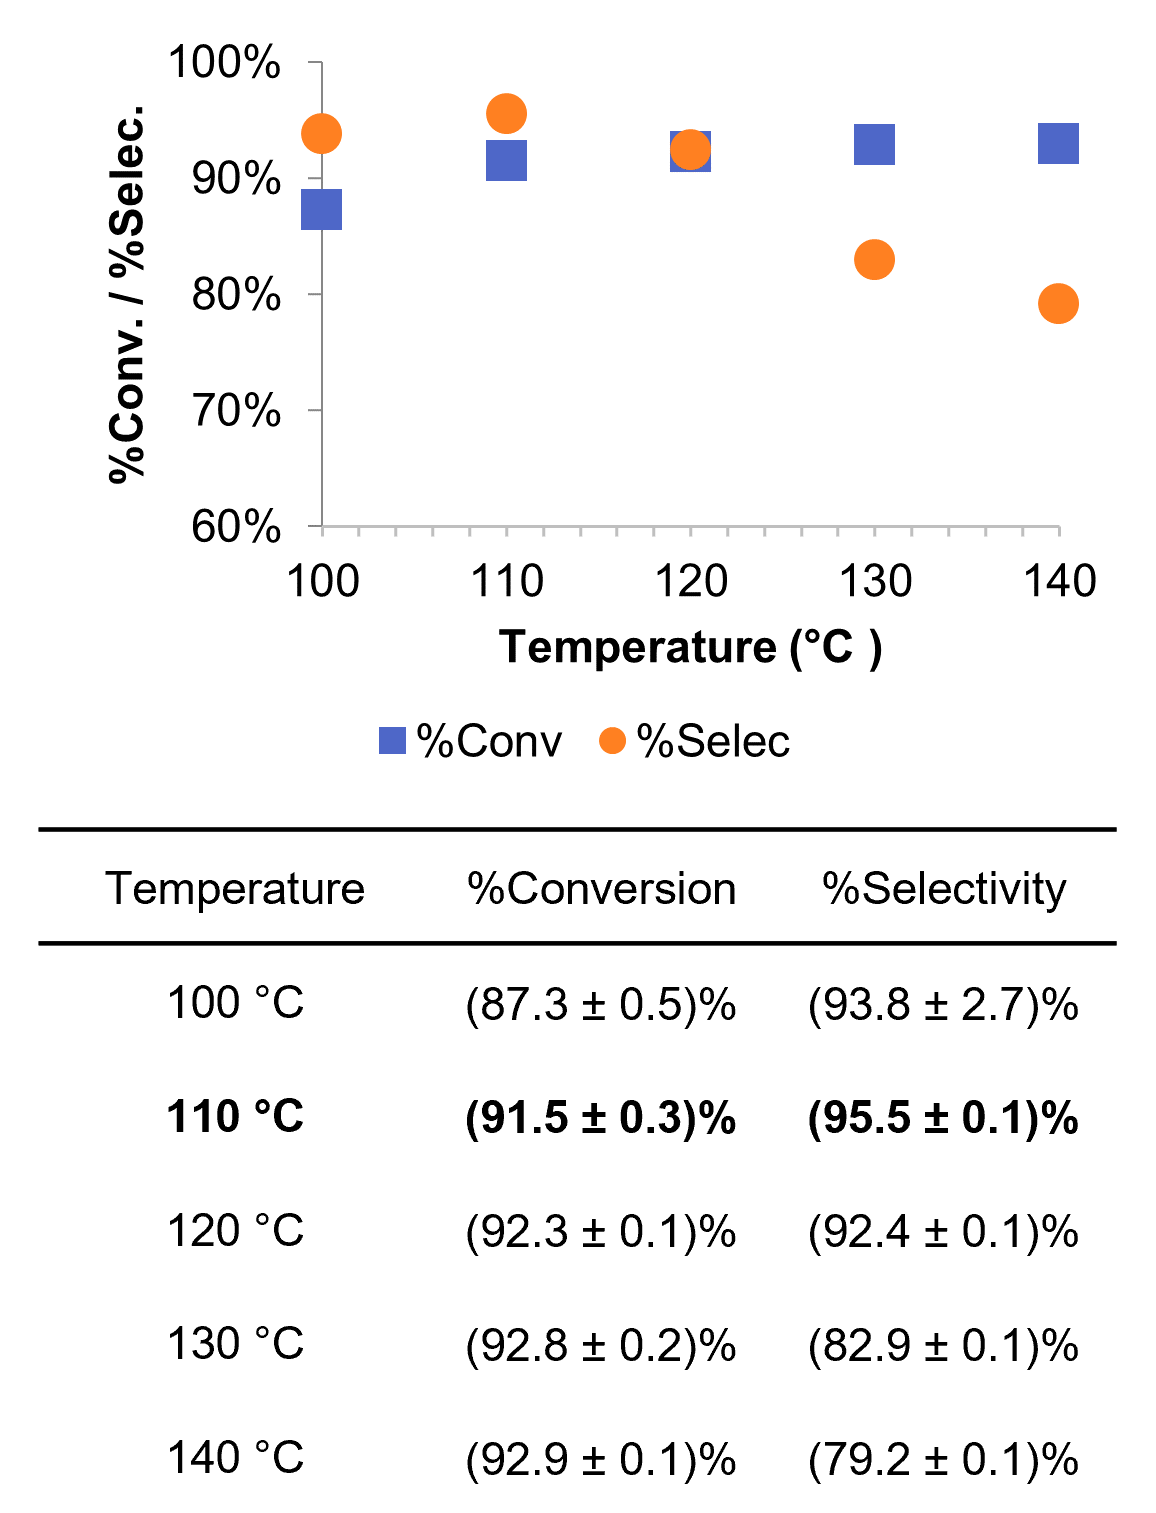 100%
90%
80%
70%
60%
%Conv. / %Selec.
100 110 120 130 140
Temperature (°C )
%Conv %Selec
Temperature %Conversion %Selectivity
100 °C (87.3 ± 0.5)% (93.8 ± 2.7)%
110 °C (91.5 ± 0.3)% (95.5 ± 0.1)%
120 °C (92.3 ± 0.1)% (92.4 ± 0.1)%
130 °C (92.8 ± 0.2)% (82.9 ± 0.1)%
140 °C (92.9 ± 0.1)% (79.2 ± 0.1)%